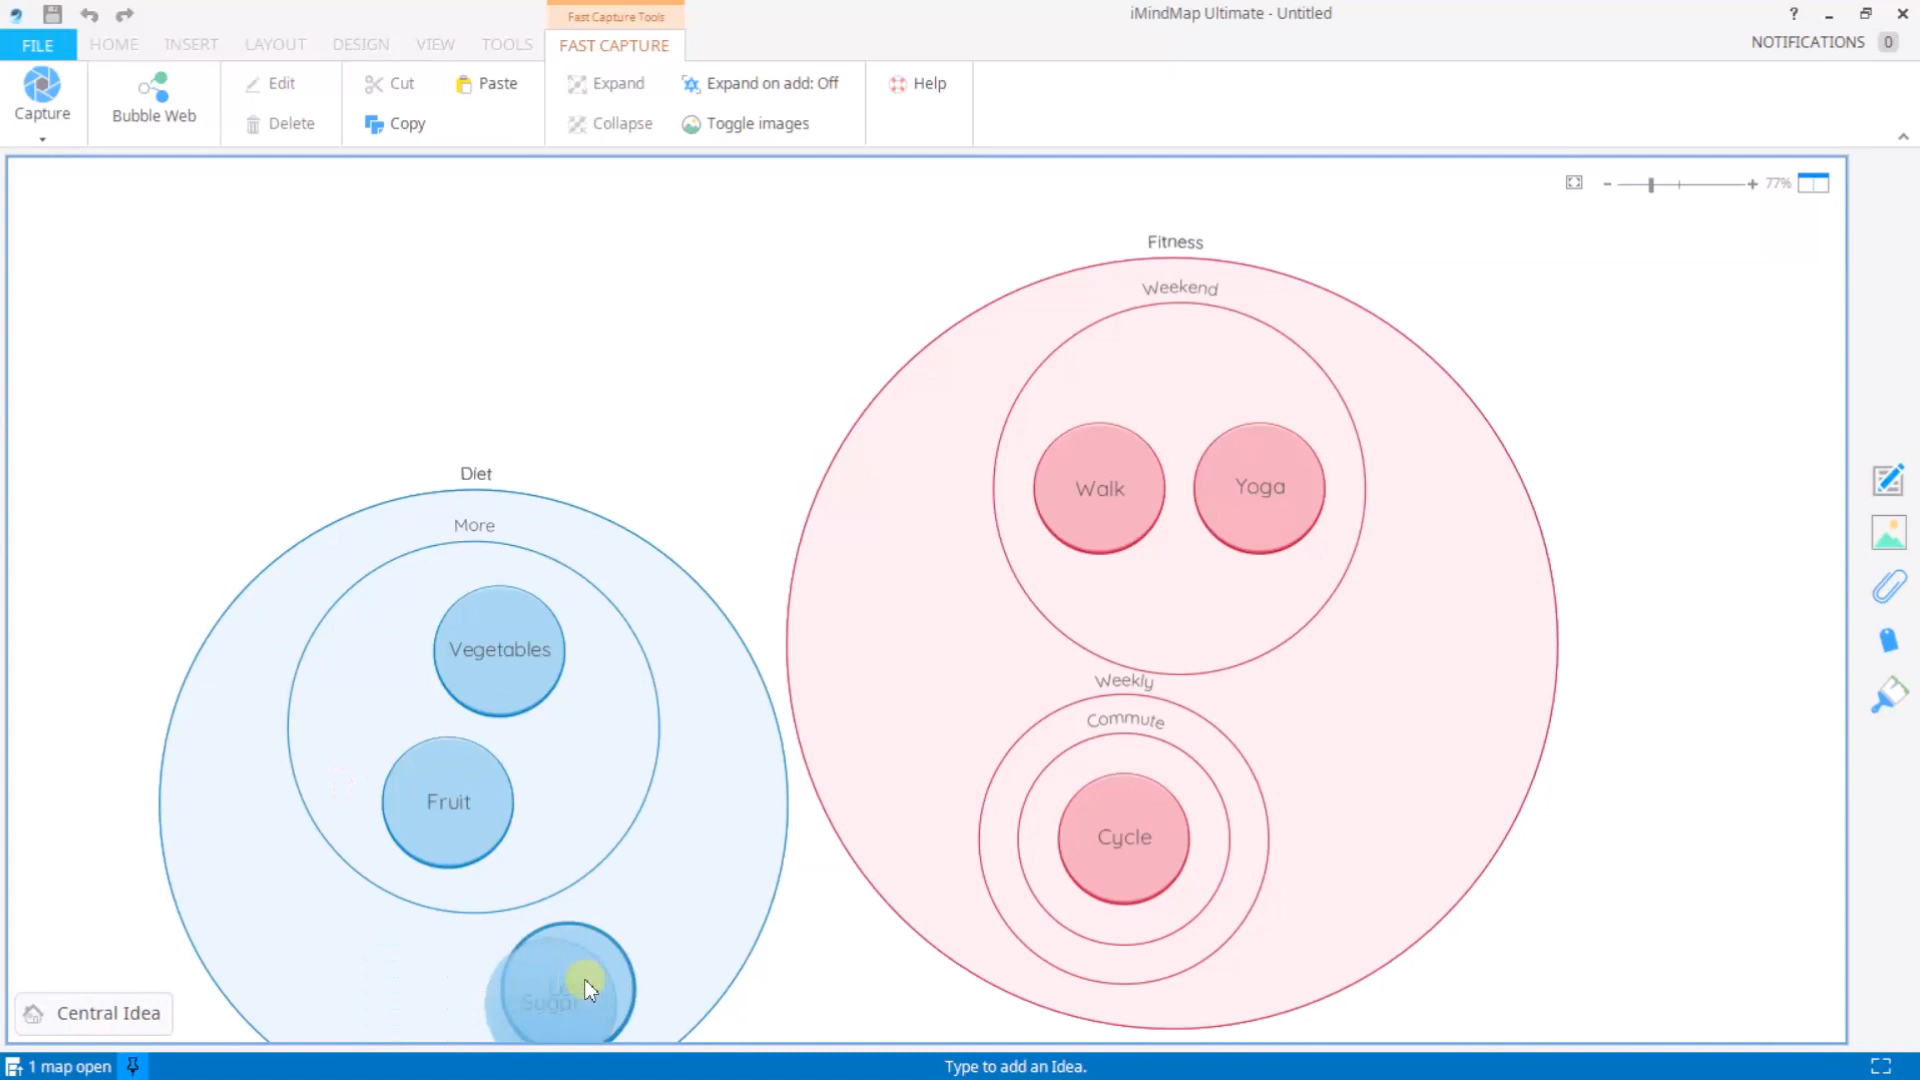 Fast Capture Tools
iMindMap Ultimate - Untitled
?
FILE
HOME
INSERT
LAYOUT
DESIGN
VIEW
TOOLS
FAST CAPTURE
NOTIFICATIONS 0
Capture
Bubble Web
Edit
Delete
Cut
Copy
Paste
Expand
Collapse
Expand on add: Off
Toggle images
Help
77%
Fitness
Weekend
Walk
Yoga
Diet
More
Vegetables
Fruit
Weekly
Commute
Cycle
Central Idea
1 map open
Type to add an Idea.